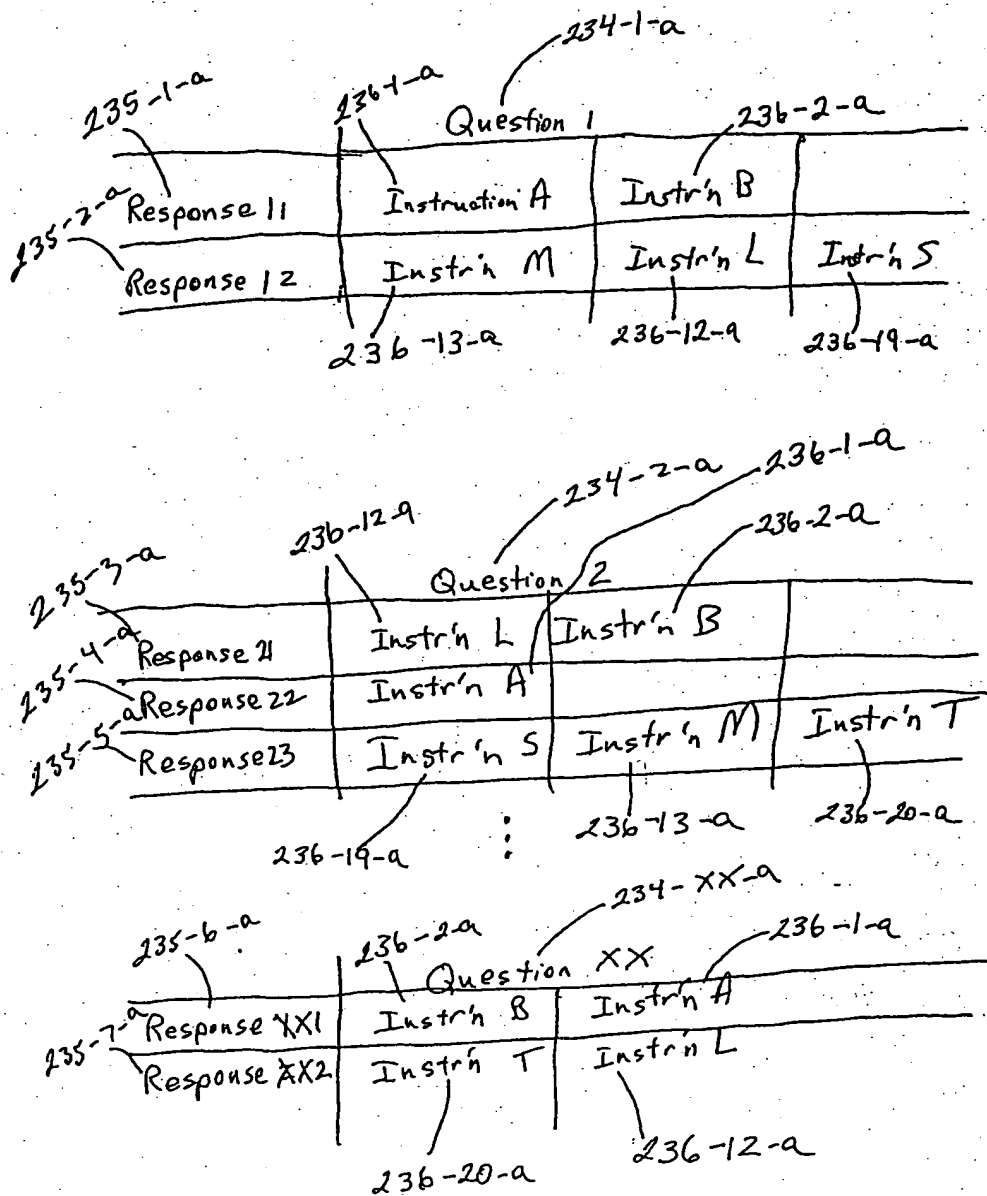 234-1-a
235-1-a 236-1-a Question 1 236-2-a
235-2-a Response 11 Instruction A Instr'n B
Response 12 Instr'n M Instr'n L Instr'n S
236-13-a 236-12-a 236-19-a
234-2-a 236-1-a
236-12-a 236-2-a
235-3-a Question 2
Response 21 Instr'n L Instr'n B
235-4-a Response 22 Instr'n A
235-5-a Response 23 Instr'n S Instr'n M Instr'n T
236-19-a 236-13-a 236-20-a
234-XX-a
235-6-a 236-2-a Question XX 236-1-a
235-7-a Response XX1 Instr'n B Instr'n A
Response XX2 Instr'n T Instr'n L
236-20-a 236-12-a